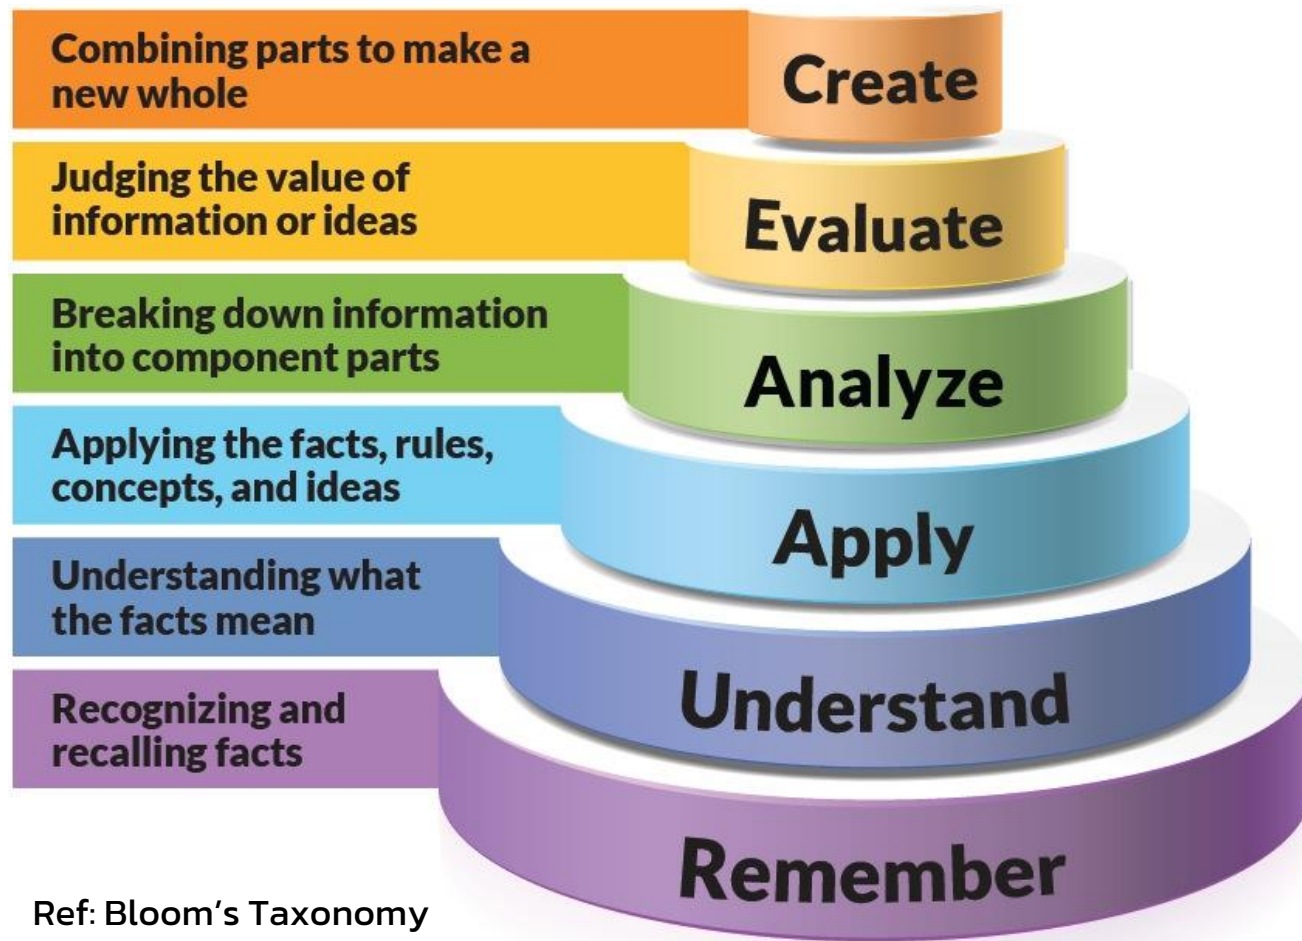 Combining parts to make a
new whole
Create
Judging the value of
information or ideas
Evaluate
Breaking down information
into component parts
Analyze
Applying the facts, rules,
concepts, and ideas
Apply
Understanding what
the facts mean
Understand
Recognizing and
recalling facts
Remember
Ref: Bloom's Taxonomy